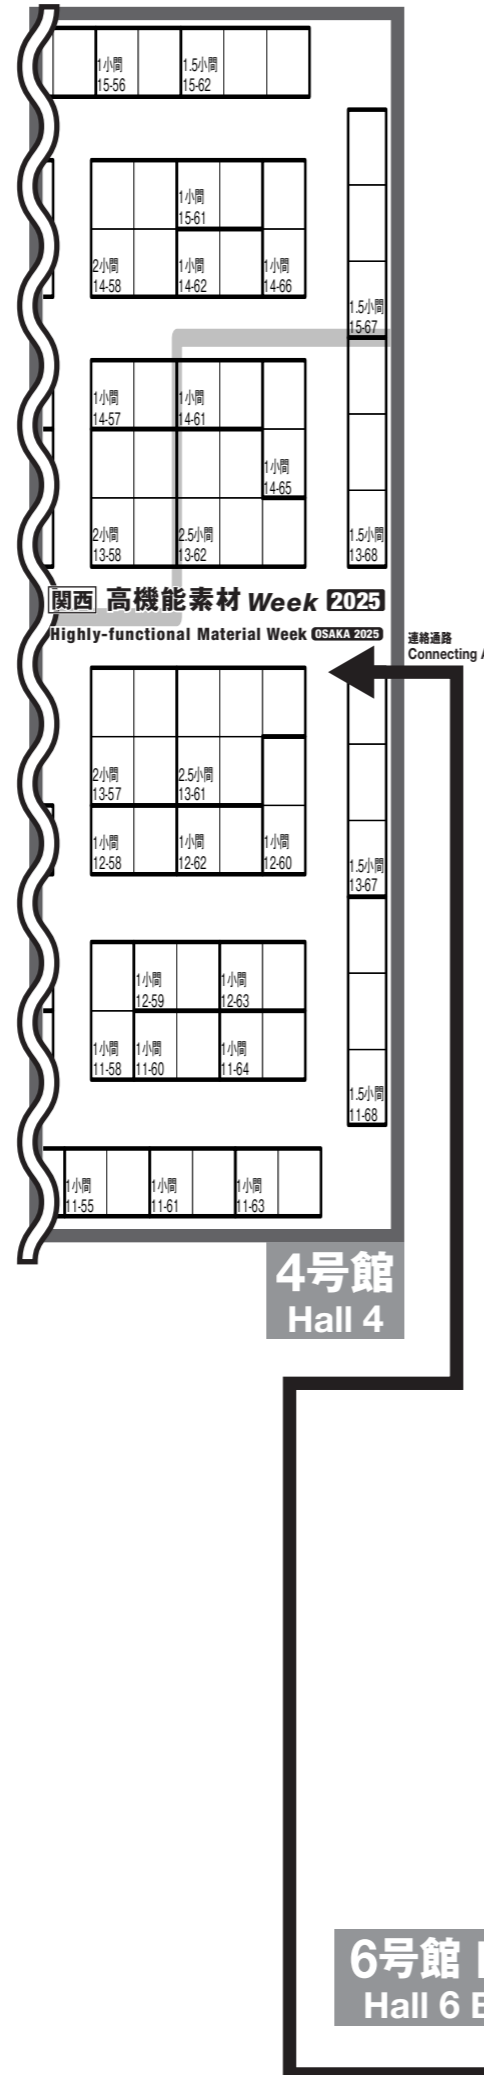 1小間
15-56
1.5小間
15-62
1小間
15-61
2小間
14-58
1小間
14-62
1小間
14-66
1.5小間
15-67
1小間
14-57
1小間
14-61
1小間
14-65
2小間
13-58
2.5小間
13-62
1.5小間
13-68
関西 高機能素材 Week 2025
Highly-functional Material Week OSAKA 2025
連絡通路
Connecting A
2小間
13-57
2.5小間
13-61
1小間
12-58
1小間
12-62
1小間
12-60
1.5小間
13-67
1小間
12-59
1小間
12-63
1小間
11-58
1小間
11-60
1小間
11-64
1.5小間
11-68
1小間
11-55
1小間
11-61
1小間
11-63
4号館
Hall 4
6号館
Hall 6